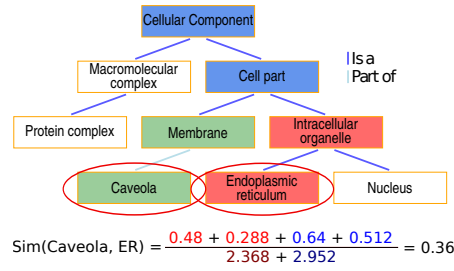 Cellular Component
Macromolecular
complex
Cell part
Is a
Part of
Protein complex
Membrane
Intracellular
organelle
Caveola
Endoplasmic
reticulum
Nucleus
Sim(Caveola, ER) = 0.48 + 0.288 + 0.64 + 0.512 / 2.368 + 2.952 = 0.36